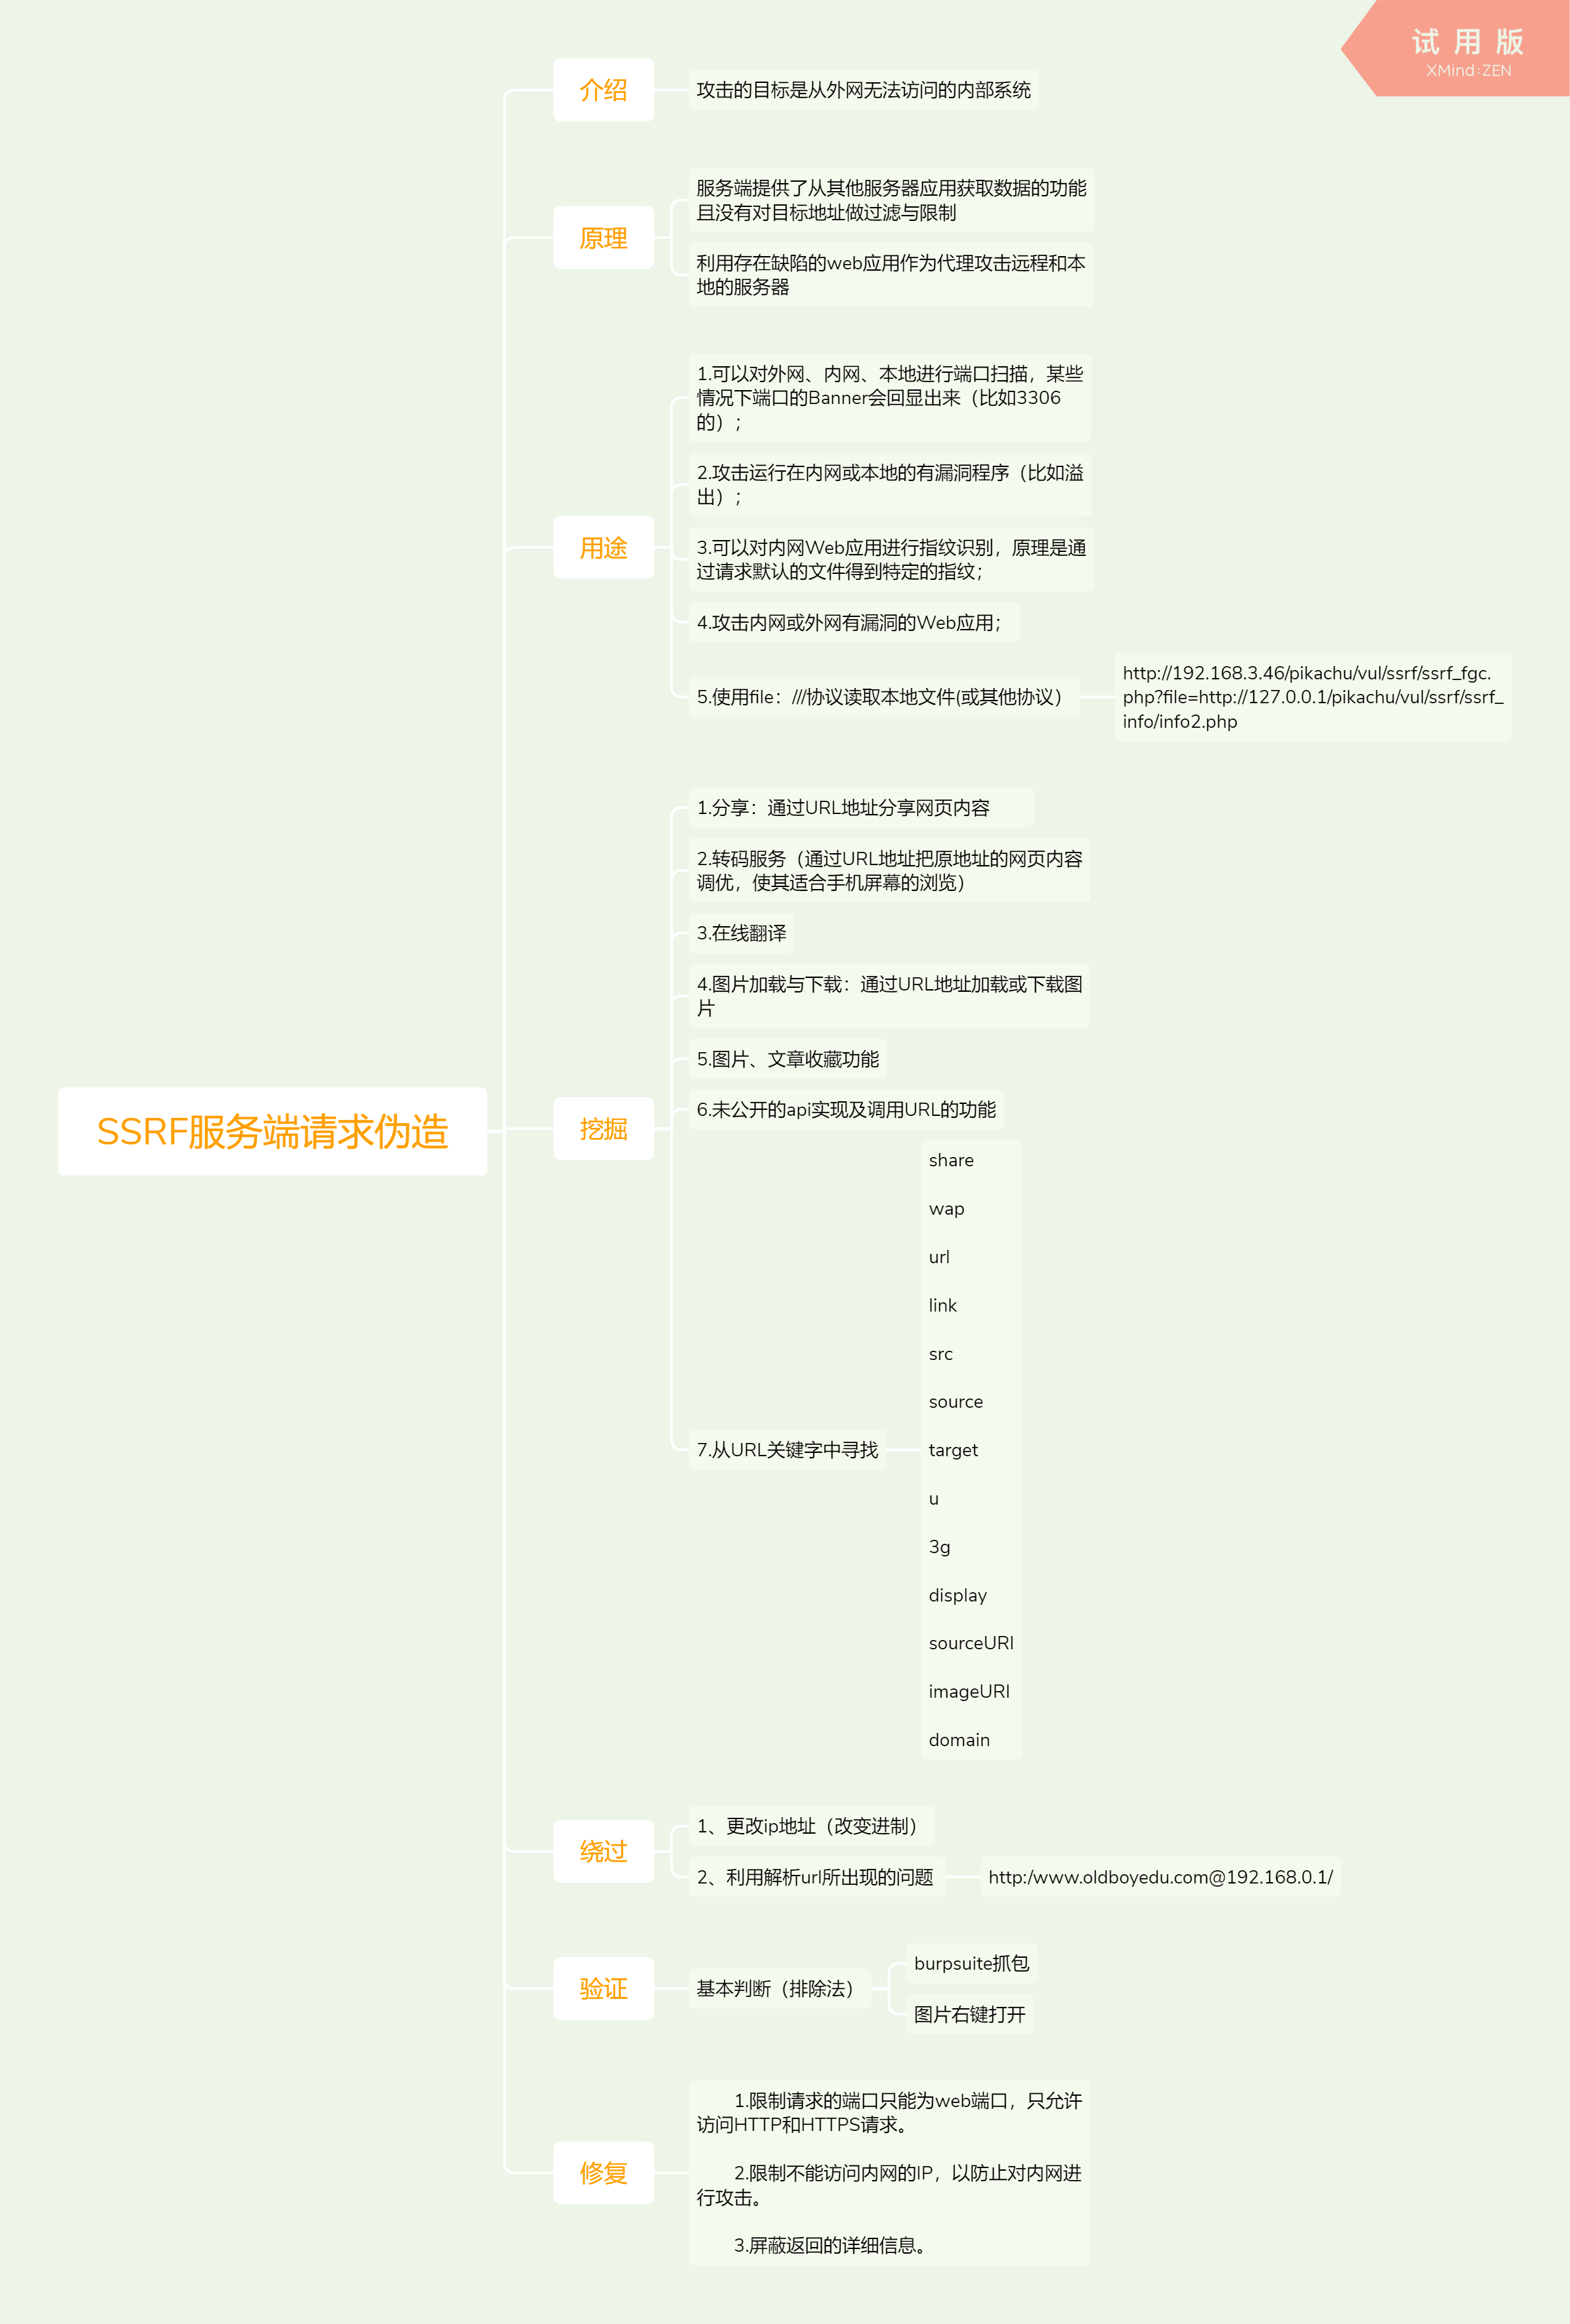 试用版
XMind:ZEN
SSRF服务端请求伪造
介绍
攻击的目标是从外网无法访问的内部系统
原理
服务端提供了从其他服务器应用获取数据的功能
且没有对目标地址做过滤与限制
利用存在缺陷的web应用作为代理攻击远程和本
地的服务器
用途
1.可以对外网、内网、本地进行端口扫描，某些
情况下端口的Banner会回显出来（比如3306
的）；
2.攻击运行在内网或本地的有漏洞程序（比如溢
出）；
3.可以对内网Web应用进行指纹识别，原理是通
过请求默认的文件得到特定的指纹；
4.攻击内网或外网有漏洞的Web应用；
5.使用file：///协议读取本地文件(或其他协议）
http://192.168.3.46/pikachu/vul/ssrf/ssrf_fgc.
php?file=http://127.0.0.1/pikachu/vul/ssrf/ssrf_
info/info2.php
挖掘
1.分享：通过URL地址分享网页内容
2.转码服务（通过URL地址把原地址的网页内容
调优，使其适合手机屏幕的浏览）
3.在线翻译
4.图片加载与下载：通过URL地址加载或下载图
片
5.图片、文章收藏功能
6.未公开的api实现及调用URL的功能
7.从URL关键字中寻找
share
wap
url
link
src
source
target
u
3g
display
sourceURl
imageURl
domain
绕过
1、更改ip地址（改变进制）
2、利用解析url所出现的问题
http:/www.oldboyedu.com@192.168.0.1/
验证
基本判断（排除法）
burpsuite抓包
图片右键打开
修复
1.限制请求的端口只能为web端口，只允许
访问HTTP和HTTPS请求。
2.限制不能访问内网的IP，以防止对内网进
行攻击。
3.屏蔽返回的详细信息。